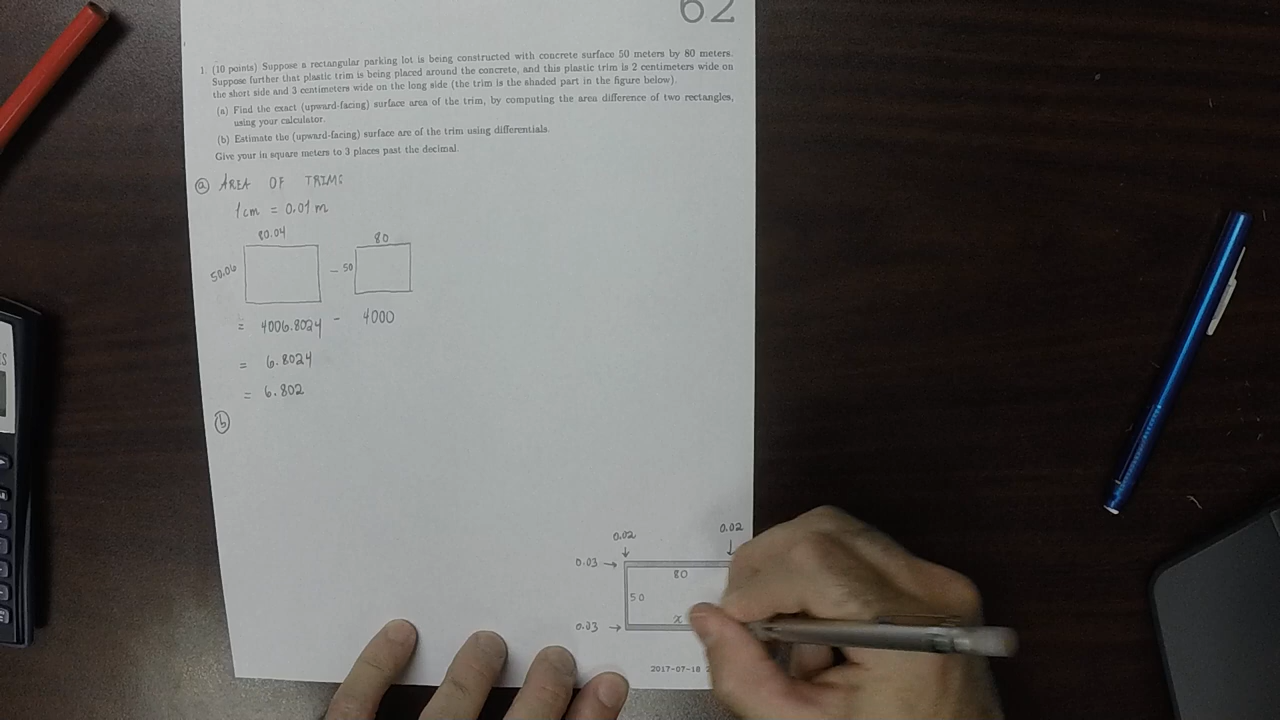 62
1. (10 points) Suppose a rectangular parking lot is being constructed with concrete surface 50 meters by 80 meters.
Suppose further that plastic trim is being placed around the concrete, and this plastic trim is 2 centimeters wide on
the short side and 3 centimeters wide on the long side (the trim is the shaded part in the figure below).
(a) Find the exact (upward-facing) surface area of the trim, by computing the area difference of two rectangles,
using your calculator.
(b) Estimate the (upward-facing) surface are of the trim using differentials.
Give your in square meters to 3 places past the decimal.
(a) AREA OF TRIMS
1cm = 0.01 m
80.04
80
50.06
- 50
= 4006.8024 - 4000
= 6.8024
= 6.802
(b)
0.02
0.02
0.03 →
80
50
x
0.03 →
2017-07-18